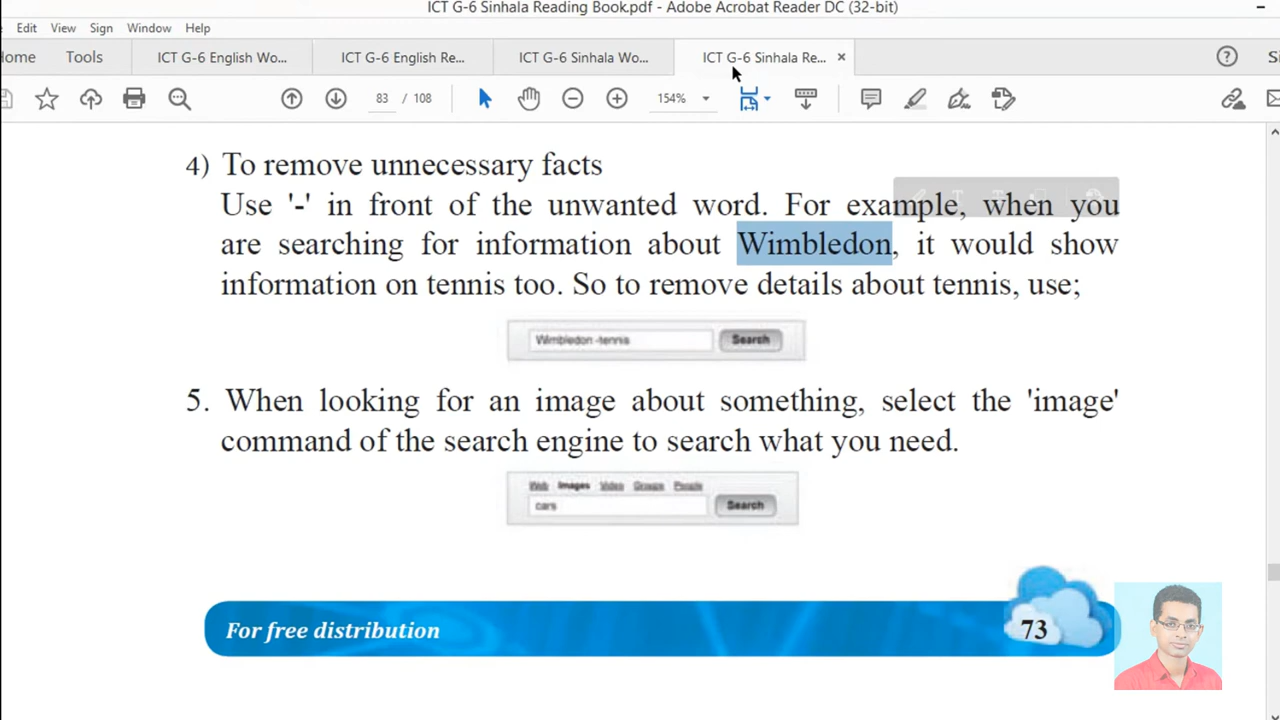 ICT G-6 Sinhala Reading Book.pdf - Adobe Acrobat Reader DC (32-bit)
Edit View Sign Window Help
Tools ICT G-6 English Wo... ICT G-6 English Re... ICT G-6 Sinhala Wo... ICT G-6 Sinhala Re... ×
83 / 108 154%
4) To remove unnecessary facts
Use '-' in front of the unwanted word. For example, when you
are searching for information about Wimbledon, it would show
information on tennis too. So to remove details about tennis, use;
Wimbledon -tennis Search
5. When looking for an image about something, select the 'image'
command of the search engine to search what you need.
Web Images Video Groups People
cars Search
For free distribution
73